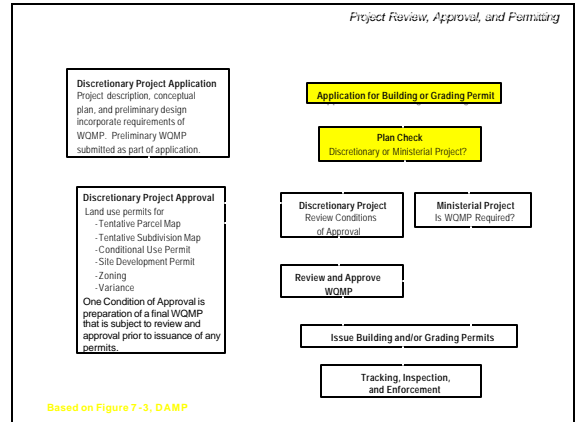 Project Review, Approval, and Permitting
Discretionary Project Application
Project description, conceptual
plan, and preliminary design
incorporate requirements of
WQMP. Preliminary WQMP
submitted as part of application.
Application for Building or Grading Permit
Plan Check
Discretionary or Ministerial Project?
Discretionary Project Approval
Land use permits for
-Tentative Parcel Map
-Tentative Subdivision Map
-Conditional Use Permit
-Site Development Permit
-Zoning
-Variance
One Condition of Approval is
preparation of a final WQMP
that is subject to review and
approval prior to issuance of any
permits.
Discretionary Project
Review Conditions
of Approval
Ministerial Project
Is WQMP Required?
Review and Approve
WQMP
Issue Building and/or Grading Permits
Tracking, Inspection,
and Enforcement
Based on Figure 7-3, DAMP